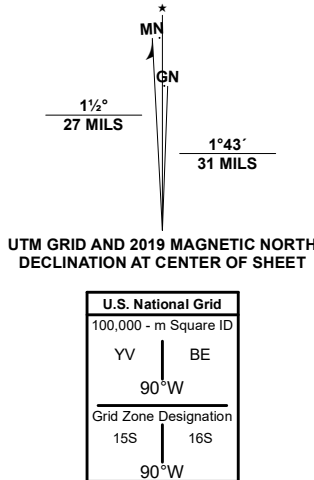 ★
MN
GN
1½°
27 MILS
1°43´
31 MILS
UTM GRID AND 2019 MAGNETIC NORTH
DECLINATION AT CENTER OF SHEET
U.S. National Grid
100,000 - m Square ID
YV BE
90°W
Grid Zone Designation
15S 16S
90°W